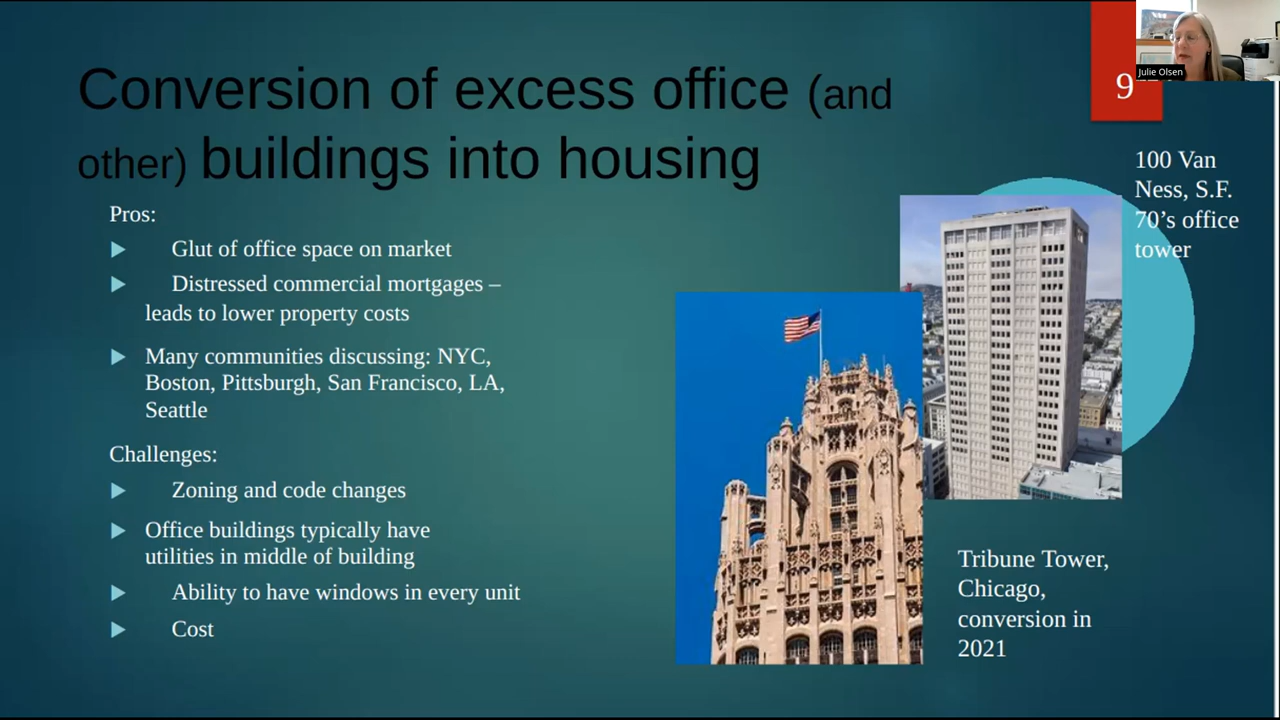 Conversion of excess office (and
other) buildings into housing
9
Julie Olsen
Pros:
Glut of office space on market
Distressed commercial mortgages –
leads to lower property costs
Many communities discussing: NYC,
Boston, Pittsburgh, San Francisco, LA,
Seattle
Challenges:
Zoning and code changes
Office buildings typically have
utilities in middle of building
Ability to have windows in every unit
Cost
100 Van
Ness, S.F.
70’s office
tower
Tribune Tower,
Chicago,
conversion in
2021